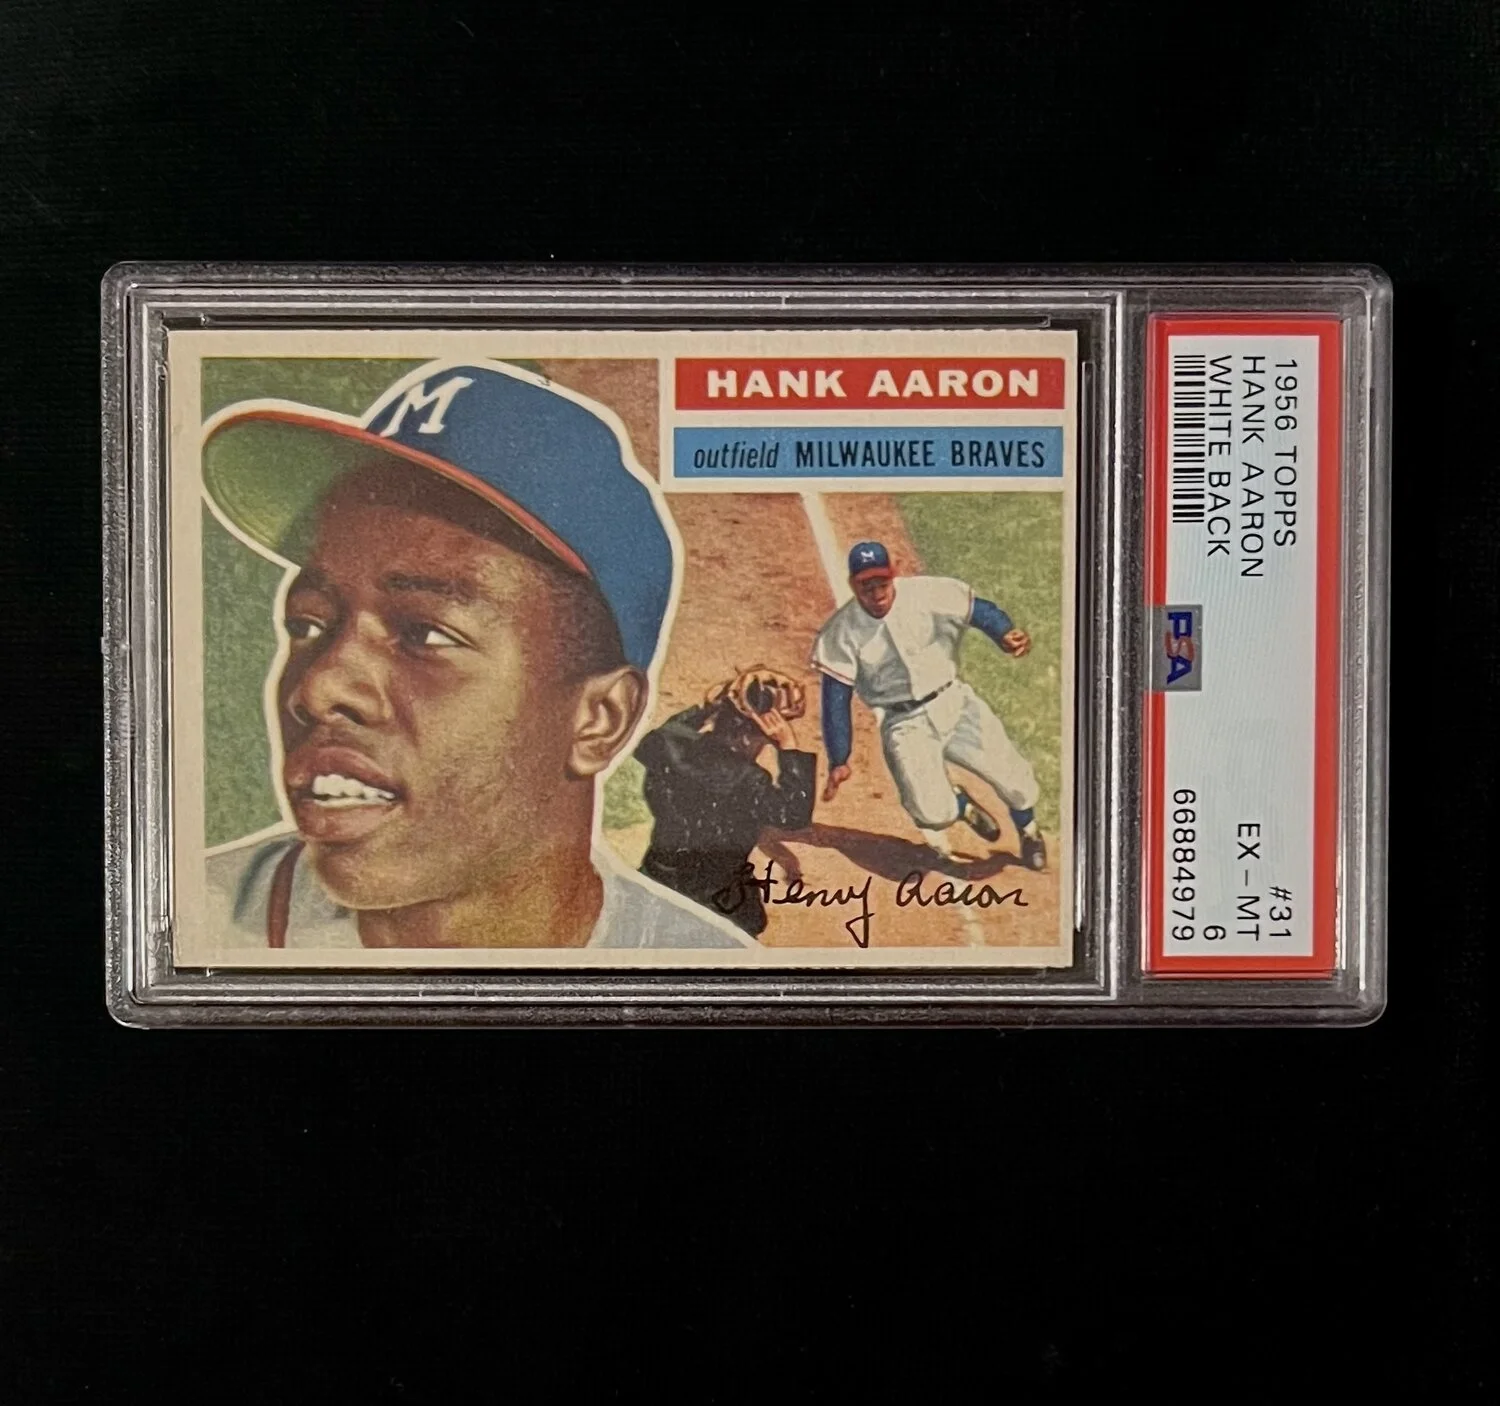 M
HANK AARON
outfield MILWAUKEE BRAVES
M
Henry Aaron
1956 TOPPS #31
HANK AARON EX - MT
WHITE BACK 6
PSA
66884979